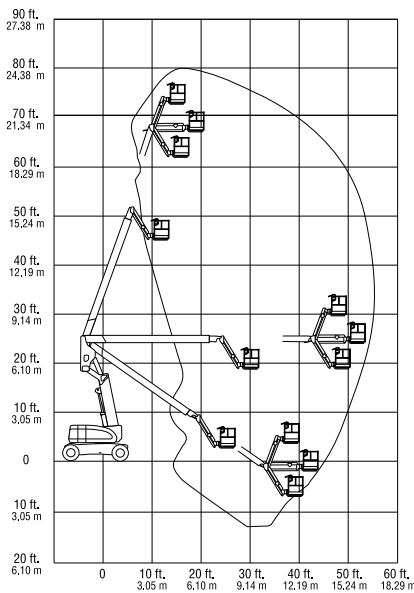 90 ft.
27.38 m
80 ft.
24.38 m
70 ft.
21,34 m
60 ft.
18.29 m
50 ft.
15,24 m
40 ft.
12,19 m
30 ft.
9,14 m
20 ft.
6,10 m
10 ft.
3,05 m
0
10 ft.
3,05 m
20 ft.
6,10 m
0 10 ft. 20 ft. 30 ft. 40 ft. 50 ft. 60 ft.
3,05 m 6,10 m 9,14 m 12,19 m 15,24 m 18,29 m